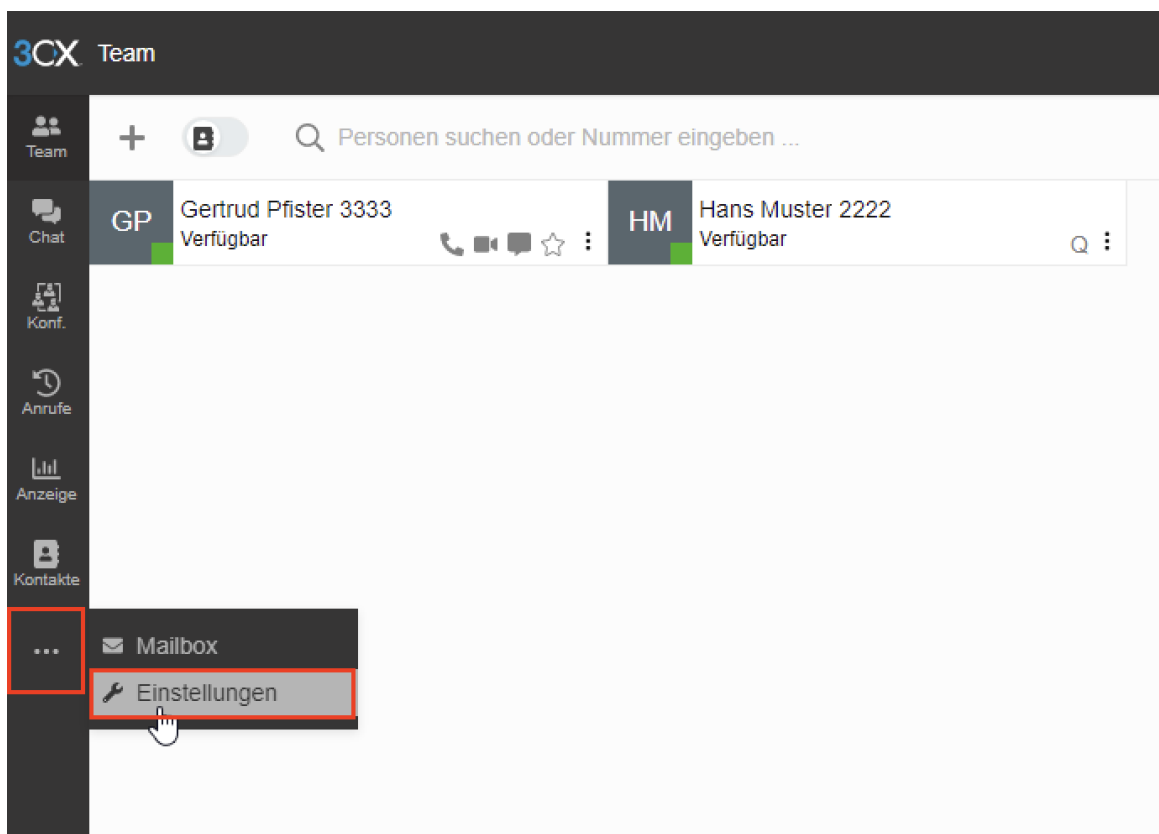 3CX Team
Team
Personen suchen oder Nummer eingeben ...
Chat
GP
Gertrud Pfister 3333
Verfügbar
HM
Hans Muster 2222
Verfügbar
Q
Konf.
Anrufe
Anzeige
Kontakte
...
Mailbox
Einstellungen